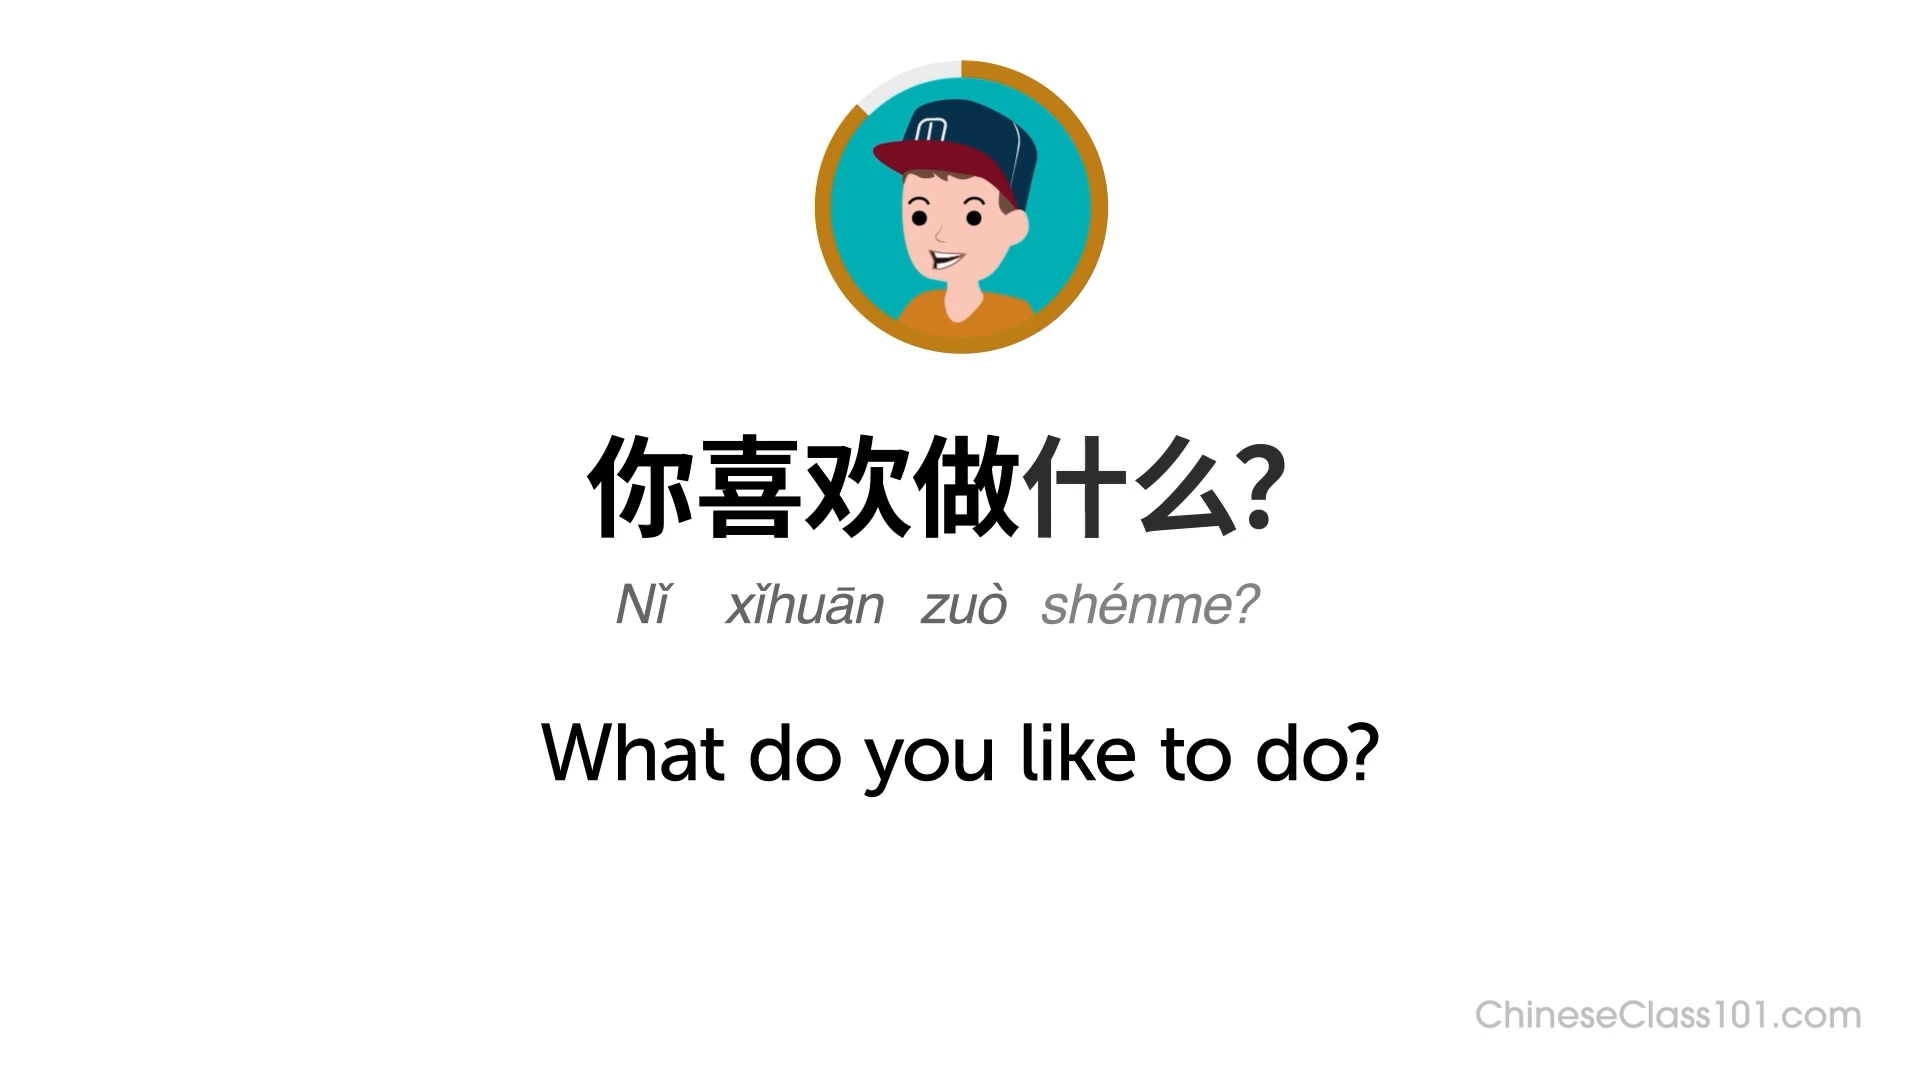 你喜欢做什么？
Nǐ xǐhuān zuò shénme?
What do you like to do?
ChineseClass101.com